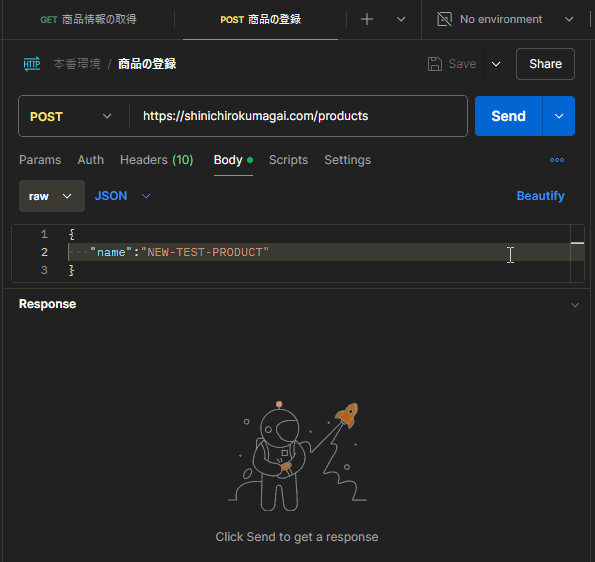 GET 商品情報の取得 POST 商品の登録 No environment
HTTP 本番環境 / 商品の登録 Save Share
POST https://shinichirokumagai.com/products Send
Params Auth Headers (10) Body Scripts Settings
raw JSON Beautify
1 {
2 "name":"NEW-TEST-PRODUCT"
3 }
Response
Click Send to get a response